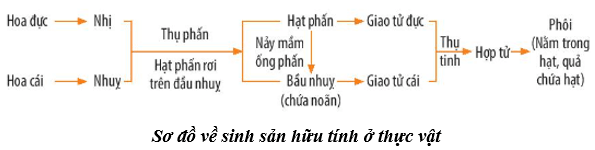 Hoa đực
Nhị
Thụ phấn
Hạt phấn rơi
trên đầu nhuỵ
Hoa cái
Nhuỵ
Hạt phấn
Giao tử đực
Nảy mầm
ống phấn
Bầu nhuỵ
(chứa noãn)
Giao tử cái
Thụ
tinh
Hợp tử
Phôi
(Nằm trong
hạt, quả
chứa hạt)
Sơ đồ về sinh sản hữu tính ở thực vật